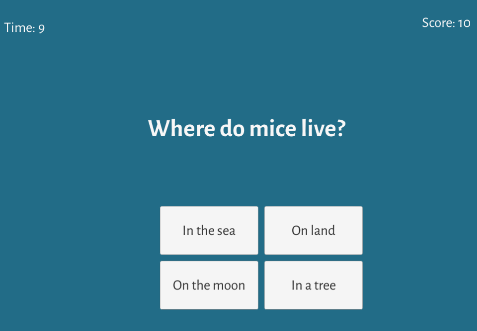 Time: 9
Score: 10
Where do mice live?
In the sea
On land
On the moon
In a tree